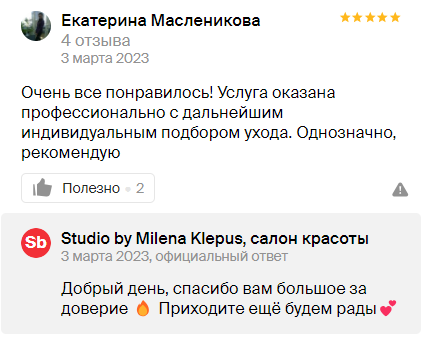 Екатерина Масленикова
4 отзыва
3 марта 2023
Очень все понравилось! Услуга оказана
профессионально с дальнейшим
индивидуальным подбором ухода. Однозначно,
рекомендую
Полезно 2
Sb
Studio by Milena Klepus, салон красоты
3 марта 2023, официальный ответ
Добрый день, спасибо вам большое за
доверие 🔥 Приходите ещё будем рады💕